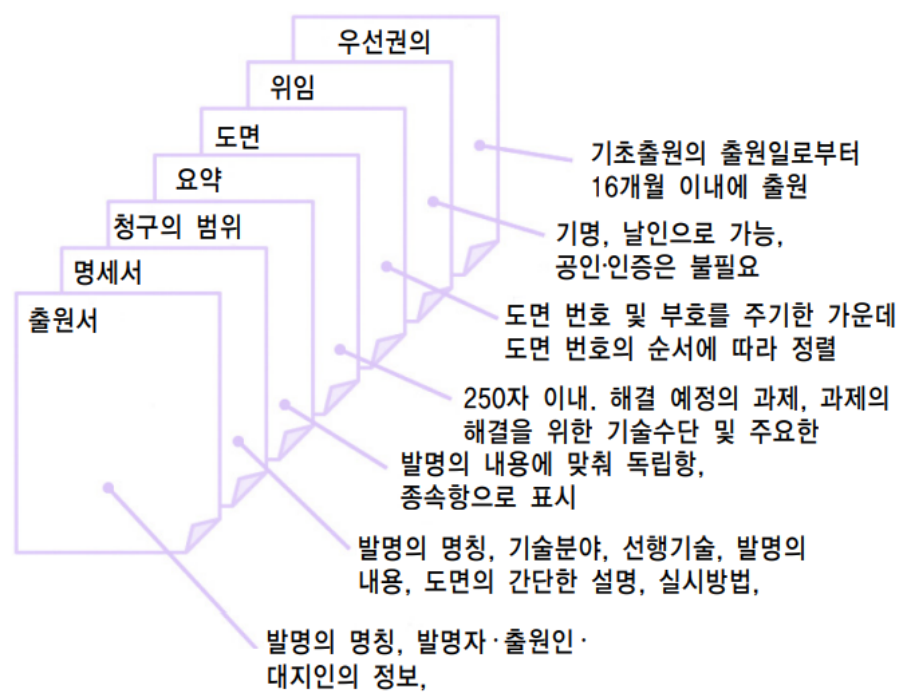 우선권의
위임
도면
요약
청구의 범위
명세서
출원서
기초출원의 출원일로부터
16개월 이내에 출원
기명, 날인으로 가능,
공인·인증은 불필요
도면 번호 및 부호를 주기한 가운데
도면 번호의 순서에 따라 정렬
250자 이내. 해결 예정의 과제, 과제의
해결을 위한 기술수단 및 주요한
발명의 내용에 맞춰 독립항,
종속항으로 표시
발명의 명칭, 기술분야, 선행기술, 발명의
내용, 도면의 간단한 설명, 실시방법,
발명의 명칭, 발명자·출원인·
대지인의 정보,